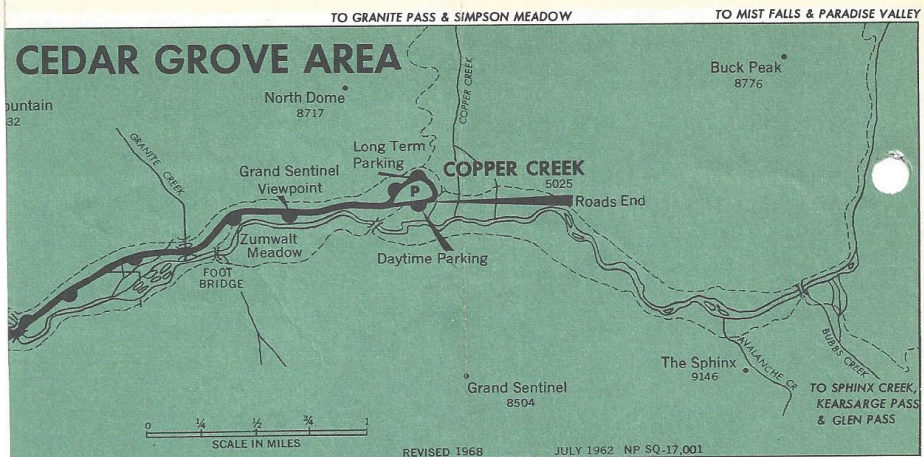 TO GRANITE PASS & SIMPSON MEADOW
TO MIST FALLS & PARADISE VALLEY
CEDAR GROVE AREA
ountain
32
North Dome
8717
Buck Peak
8776
COPPER CREEK
GRANITE CREEK
Long Term
Parking
P
COPPER CREEK
5025
Grand Sentinel
Viewpoint
Roads End
Zumwalt
Meadow
Daytime Parking
FOOT
BRIDGE
The Sphinx
9146
AVALANCHE CR
BUBBS CREEK
Grand Sentinel
8504
TO SPHINX CREEK,
KEARSARGE PASS
& GLEN PASS
0 ¼ ½ ¾ 1
SCALE IN MILES
REVISED 1968
JULY 1962 NP SQ-17,001